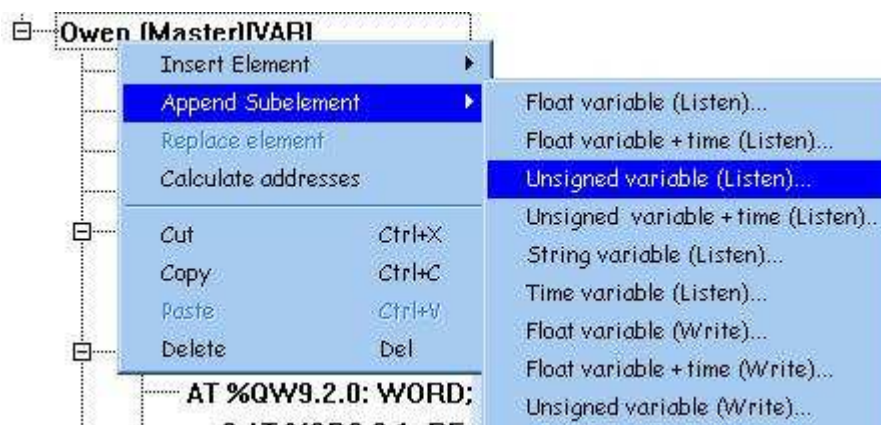 Owen (Master)[VAR]
Insert Element
Append Subelement
Replace element
Calculate addresses
Cut Ctrl+X
Copy Ctrl+C
Paste Ctrl+V
Delete Del
Float variable (Listen)...
Float variable + time (Listen)...
Unsigned variable (Listen)...
Unsigned variable + time (Listen)..
String variable (Listen)...
Time variable (Listen)...
Float variable (Write)...
Float variable + time (Write)...
Unsigned variable (Write)...
AT %QW9.2.0: WORD;